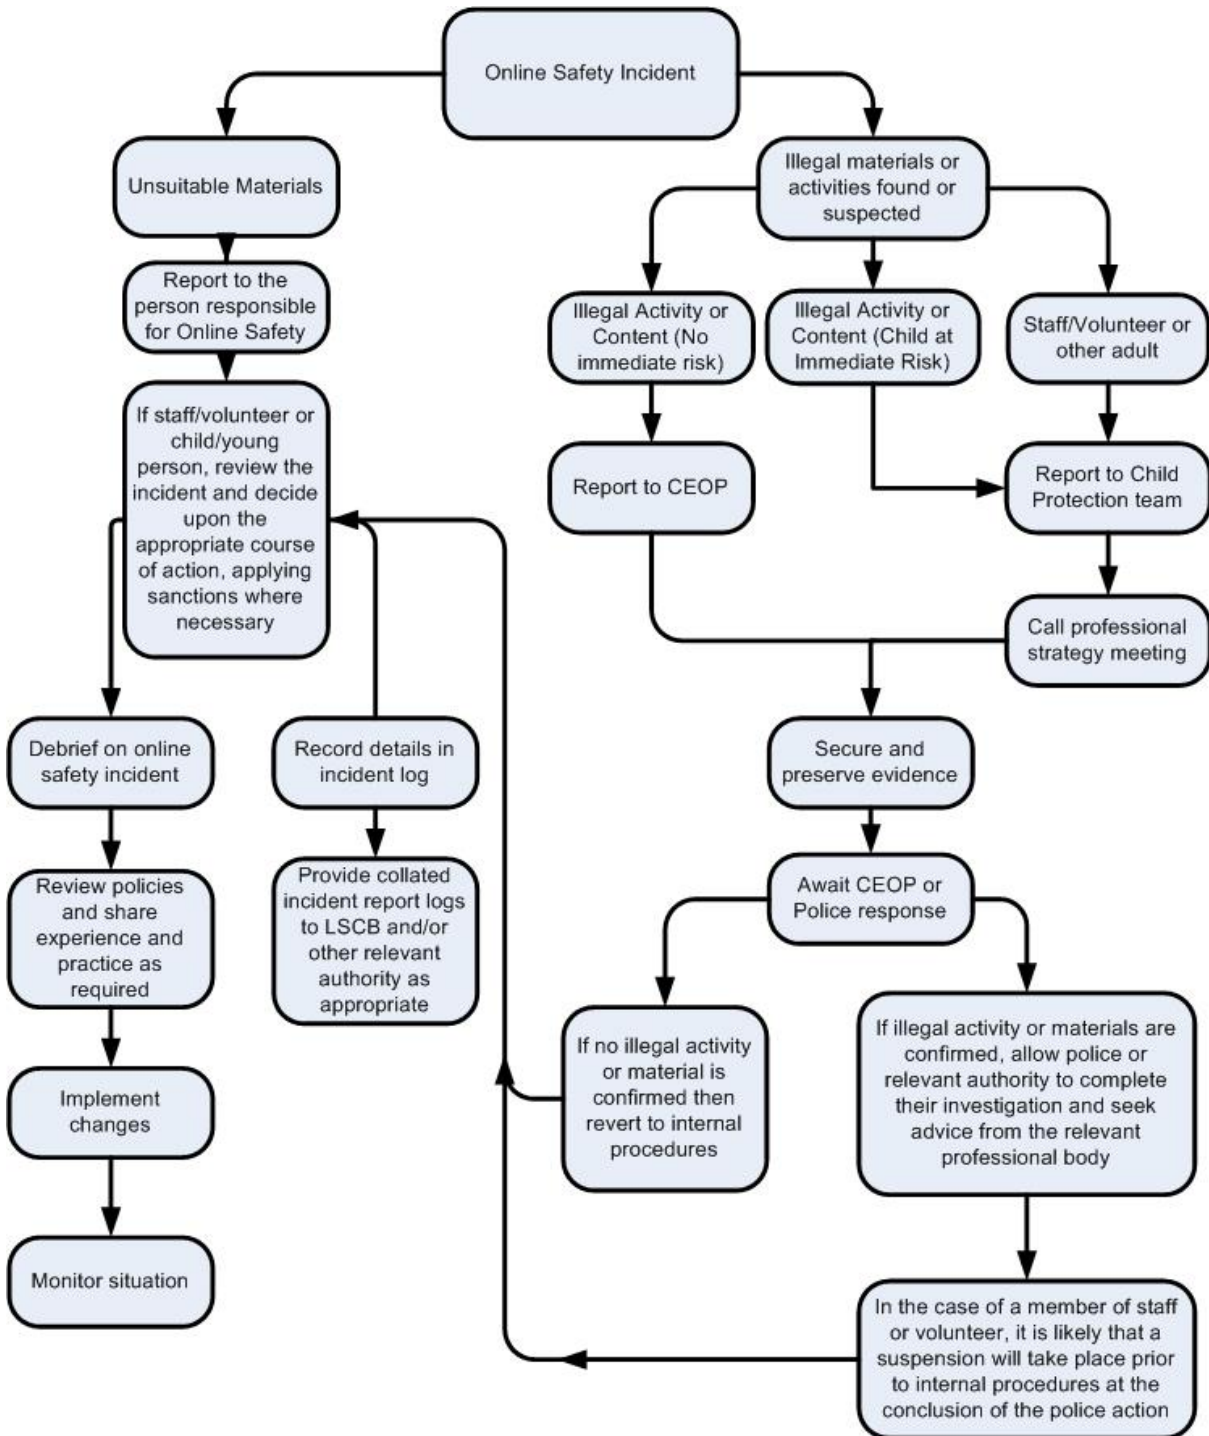 Online Safety Incident
Unsuitable Materials
Report to the
person responsible
for Online Safety
If staff/volunteer or
child/young
person, review the
incident and decide
upon the
appropriate course
of action, applying
sanctions where
necessary
Debrief on online
safety incident
Review policies
and share
experience and
practice as
required
Implement
changes
Monitor situation
Record details in
incident log
Provide collated
incident report logs
to LSCB and/or
other relevant
authority as
appropriate
Illegal materials or
activities found or
suspected
Illegal Activity or
Content (No
immediate risk)
Illegal Activity or
Content (Child at
Immediate Risk)
Staff/Volunteer or
other adult
Report to CEOP
Report to Child
Protection team
Call professional
strategy meeting
Secure and
preserve evidence
Await CEOP or
Police response
If no illegal activity
or material is
confirmed then
revert to internal
procedures
If illegal activity or materials are
confirmed, allow police or
relevant authority to complete
their investigation and seek
advice from the relevant
professional body
In the case of a member of staff
or volunteer, it is likely that a
suspension will take place prior
to internal procedures at the
conclusion of the police action